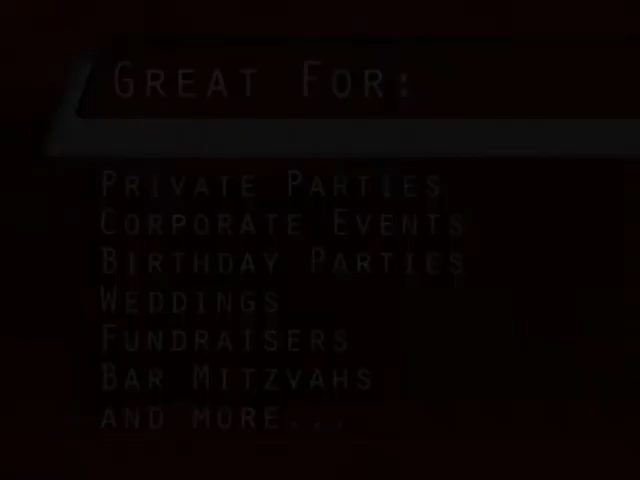 GREAT FOR:
PRIVATE PARTIES
CORPORATE EVENTS
BIRTHDAY PARTIES
WEDDINGS
FUNDRAISERS
BAR MITZVAHS
AND MORE...